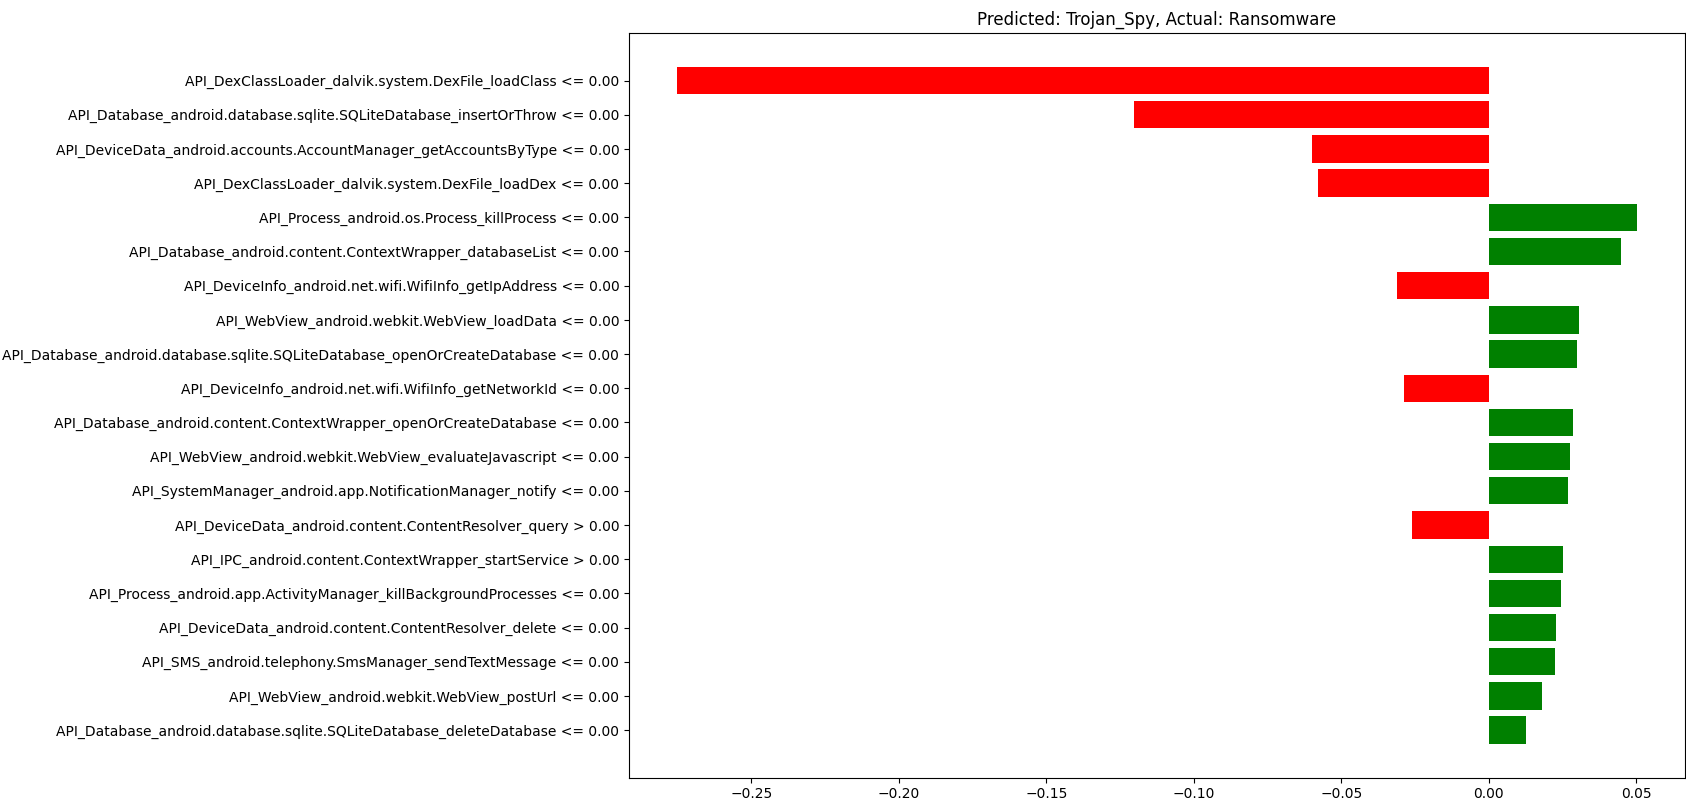 Predicted: Trojan_Spy, Actual: Ransomware
API_DexClassLoader_dalvik.system.DexFile_loadClass <= 0.00
API_Database_android.database.sqlite.SQLiteDatabase_insertOrThrow <= 0.00
API_DeviceData_android.accounts.AccountManager_getAccountsByType <= 0.00
API_DexClassLoader_dalvik.system.DexFile_loadDex <= 0.00
API_Process_android.os.Process_killProcess <= 0.00
API_Database_android.content.ContextWrapper_databaseList <= 0.00
API_DeviceInfo_android.net.wifi.WifiInfo_getIpAddress <= 0.00
API_WebView_android.webkit.WebView_loadData <= 0.00
API_Database_android.database.sqlite.SQLiteDatabase_openOrCreateDatabase <= 0.00
API_DeviceInfo_android.net.wifi.WifiInfo_getNetworkId <= 0.00
API_Database_android.content.ContextWrapper_openOrCreateDatabase <= 0.00
API_WebView_android.webkit.WebView_evaluateJavascript <= 0.00
API_SystemManager_android.app.NotificationManager_notify <= 0.00
API_DeviceData_android.content.ContentResolver_query > 0.00
API_IPC_android.content.ContextWrapper_startService > 0.00
API_Process_android.app.ActivityManager_killBackgroundProcesses <= 0.00
API_DeviceData_android.content.ContentResolver_delete <= 0.00
API_SMS_android.telephony.SmsManager_sendTextMessage <= 0.00
API_WebView_android.webkit.WebView_postUrl <= 0.00
API_Database_android.database.sqlite.SQLiteDatabase_deleteDatabase <= 0.00
−0.25 −0.20 −0.15 −0.10 −0.05 0.00 0.05